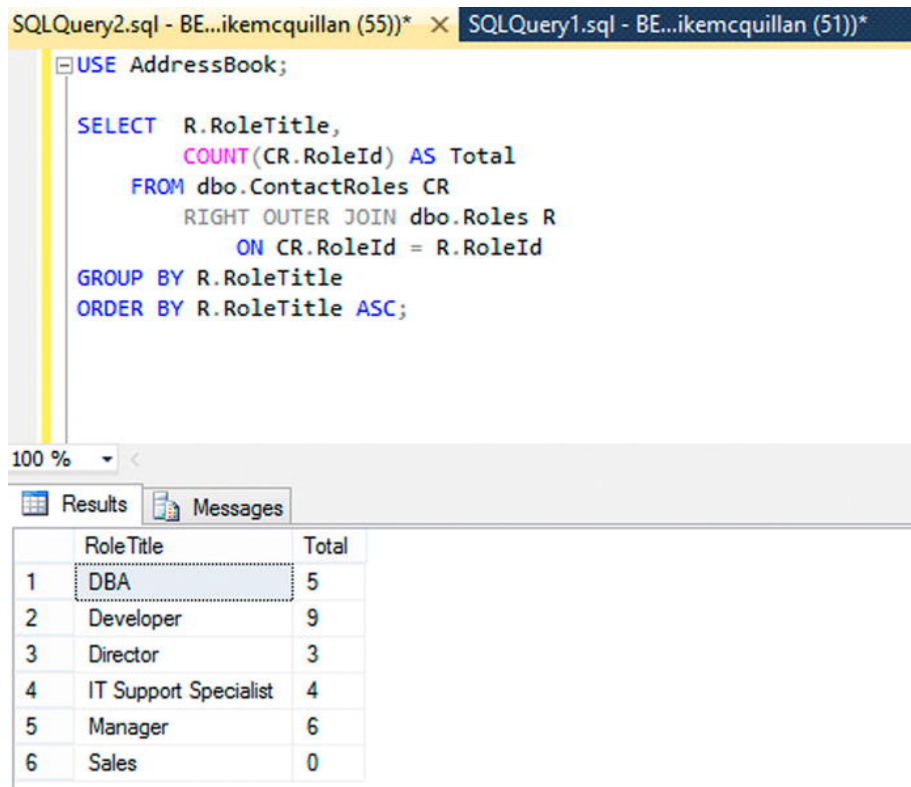 SQLQuery2.sql - BE...ikemcquillan (55))* SQLQuery1.sql - BE...ikemcquillan (51))*
USE AddressBook;
SELECT R.RoleTitle,
COUNT(CR.RoleId) AS Total
FROM dbo.ContactRoles CR
RIGHT OUTER JOIN dbo.Roles R
ON CR.RoleId = R.RoleId
GROUP BY R.RoleTitle
ORDER BY R.RoleTitle ASC;
100 %
Results Messages
RoleTitle Total
1 DBA 5
2 Developer 9
3 Director 3
4 IT Support Specialist 4
5 Manager 6
6 Sales 0